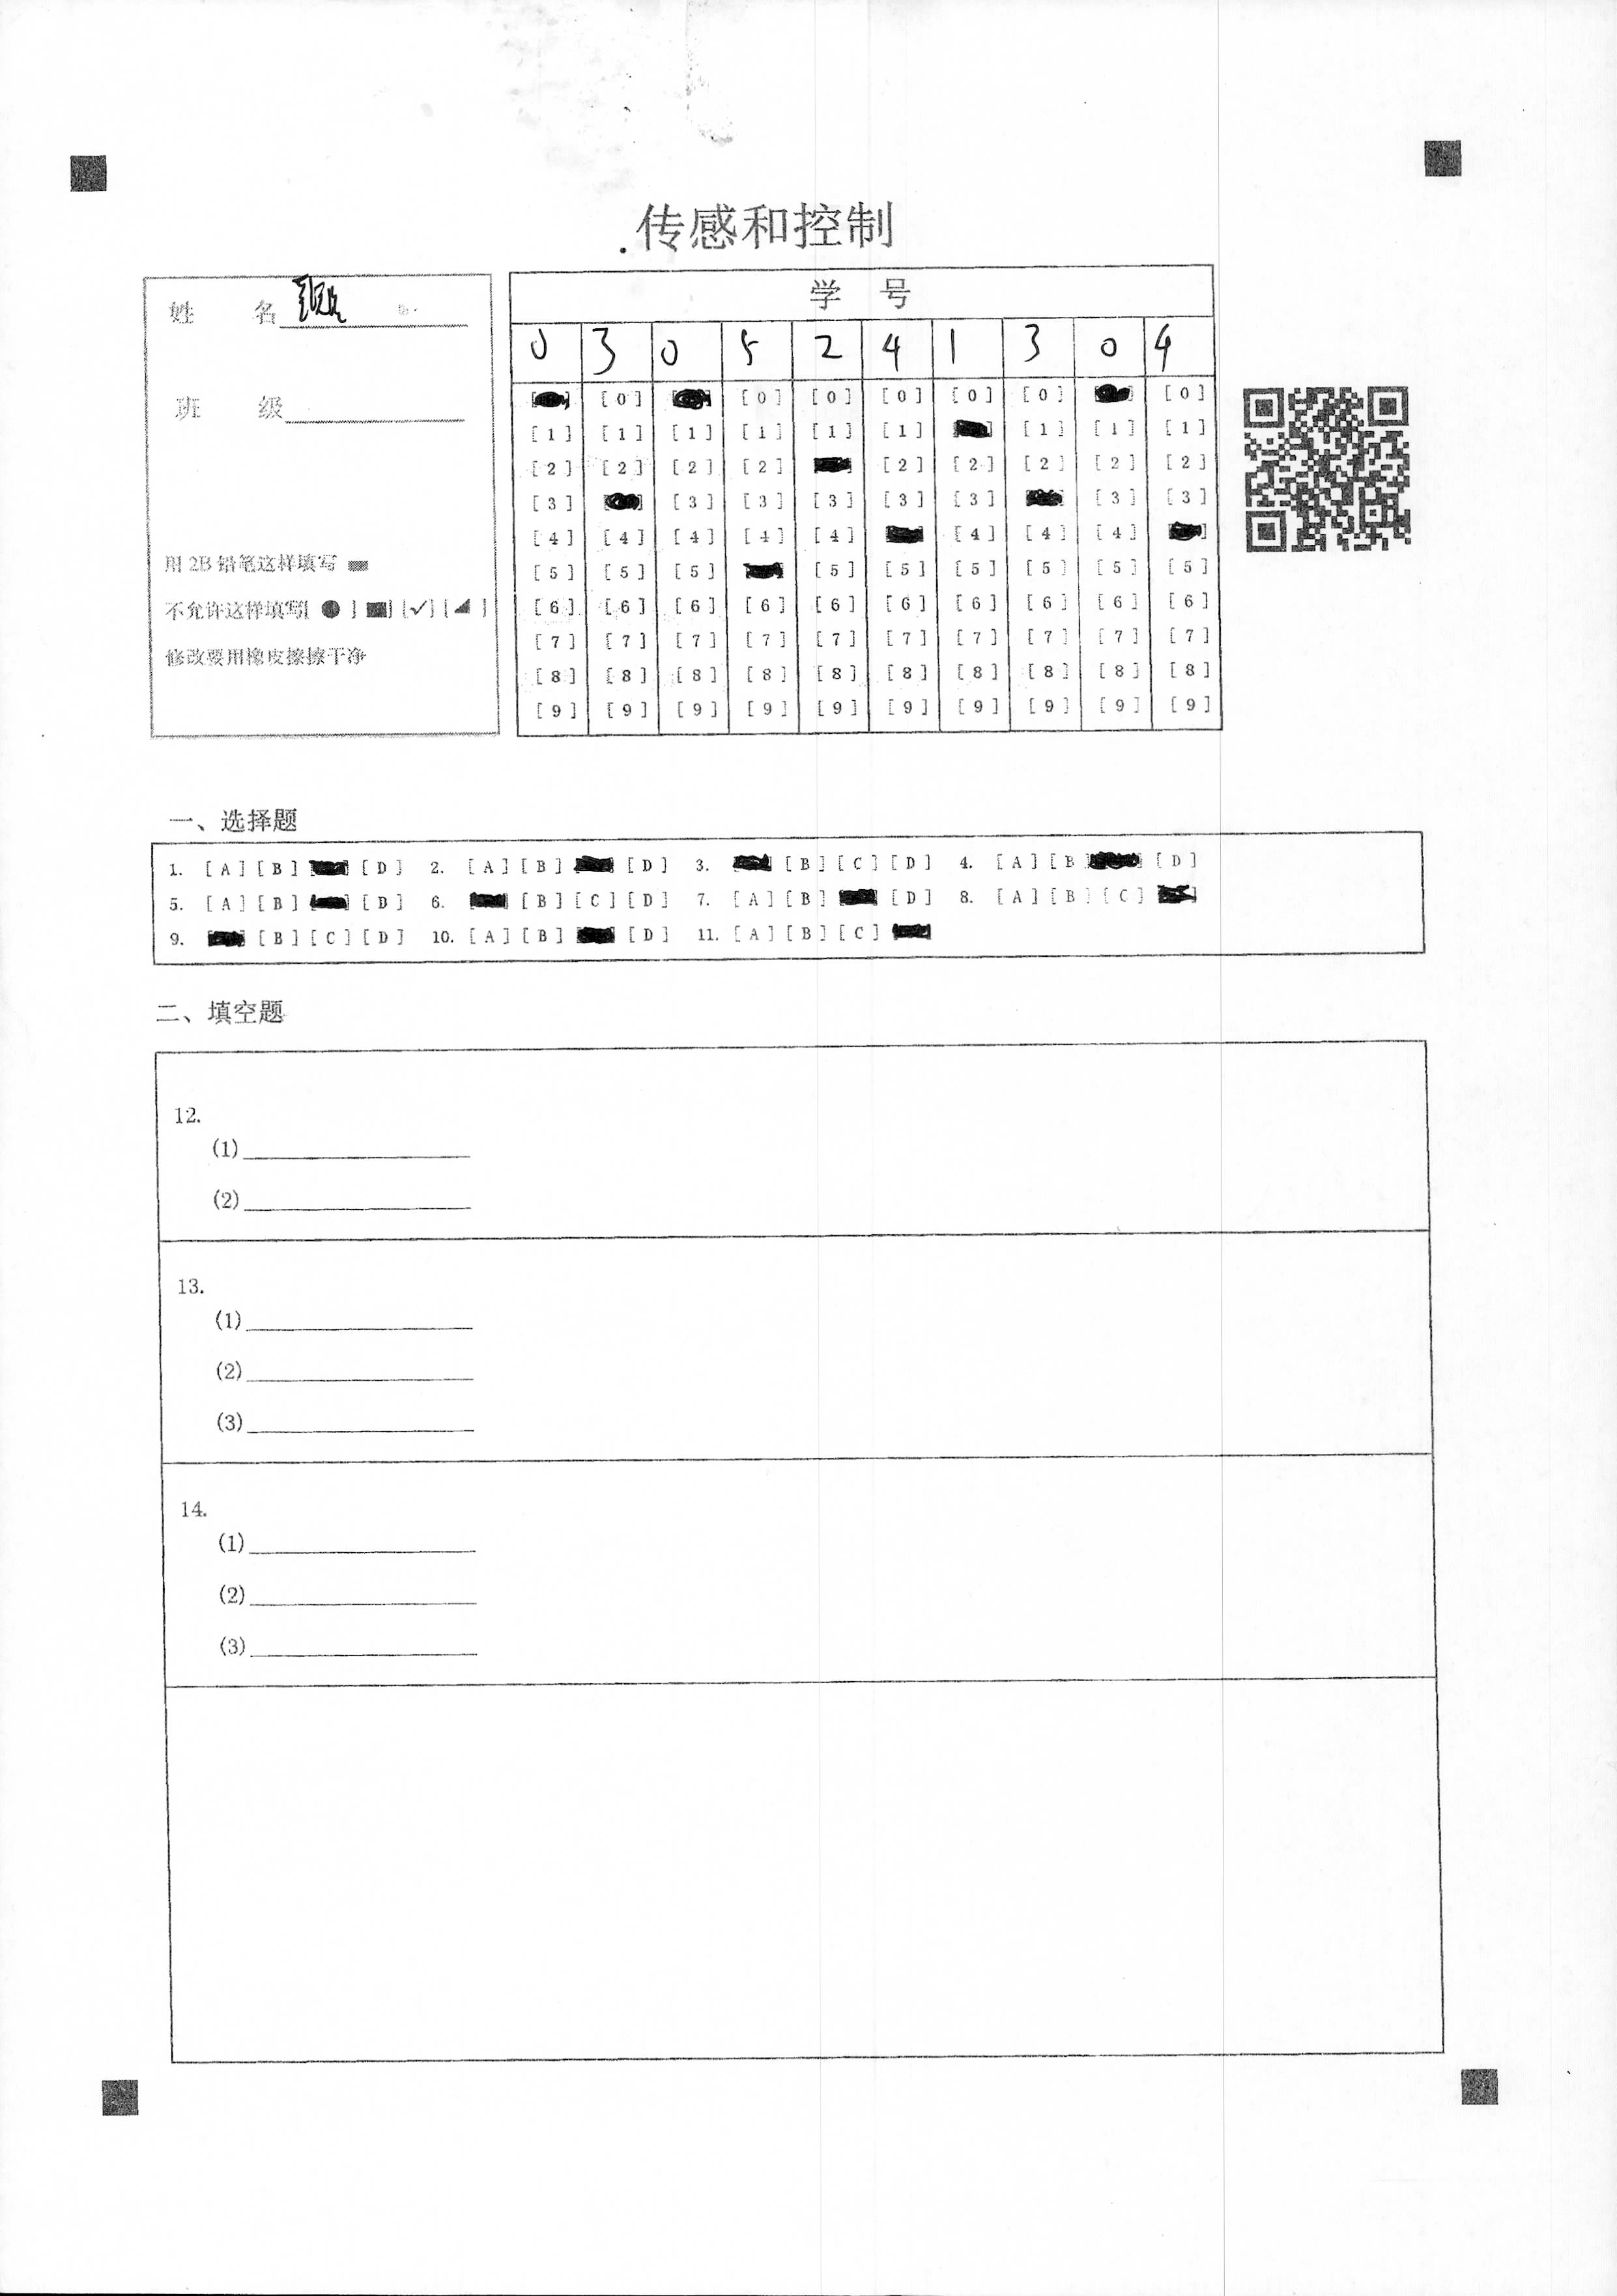 传感和控制
姓 名
班 级
用 2B 铅笔这样填写
不允许这样填写[ ● ] [■] [✓] [◢ ]
修改要用橡皮擦擦干净
学 号
0 3 0 5 2 4 1 3 0 4
[0] [0] [0] [0] [0] [0] [0]
[1] [1] [1] [1] [1] [1] [1] [1] [1]
[2] [2] [2] [2] [2] [2] [2] [2] [2]
[3] [3] [3] [3] [3] [3] [3] [3]
[4] [4] [4] [4] [4] [4] [4] [4]
[5] [5] [5] [5] [5] [5] [5] [5] [5]
[6] [6] [6] [6] [6] [6] [6] [6] [6] [6]
[7] [7] [7] [7] [7] [7] [7] [7] [7] [7]
[8] [8] [8] [8] [8] [8] [8] [8] [8] [8]
[9] [9] [9] [9] [9] [9] [9] [9] [9] [9]
一、选择题
1. [A] [B] [D] 2. [A] [B] [D] 3. [B] [C] [D] 4. [A] [B [D]
5. [A] [B] [D] 6. [B] [C] [D] 7. [A] [B] [D] 8. [A] [B] [C]
9. [B] [C] [D] 10. [A] [B] [D] 11. [A] [B] [C]
二、填空题
12.
(1)
(2)
13.
(1)
(2)
(3)
14.
(1)
(2)
(3)